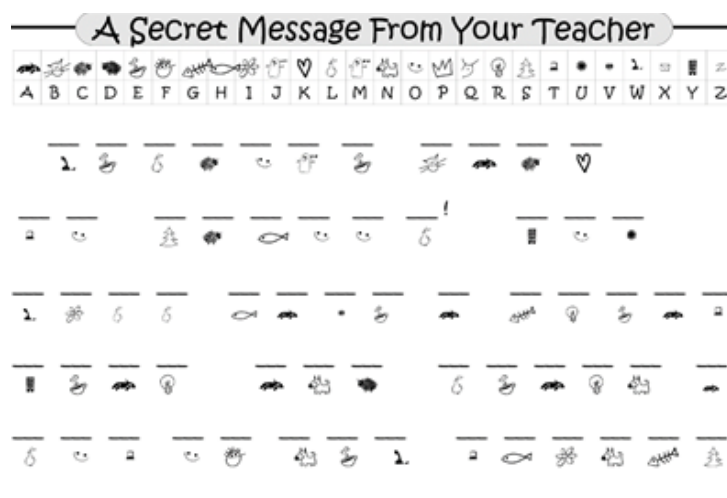 A Secret Message From Your Teacher
A B C D E F G H I J K L M N O P Q R S T U V W X Y Z
!